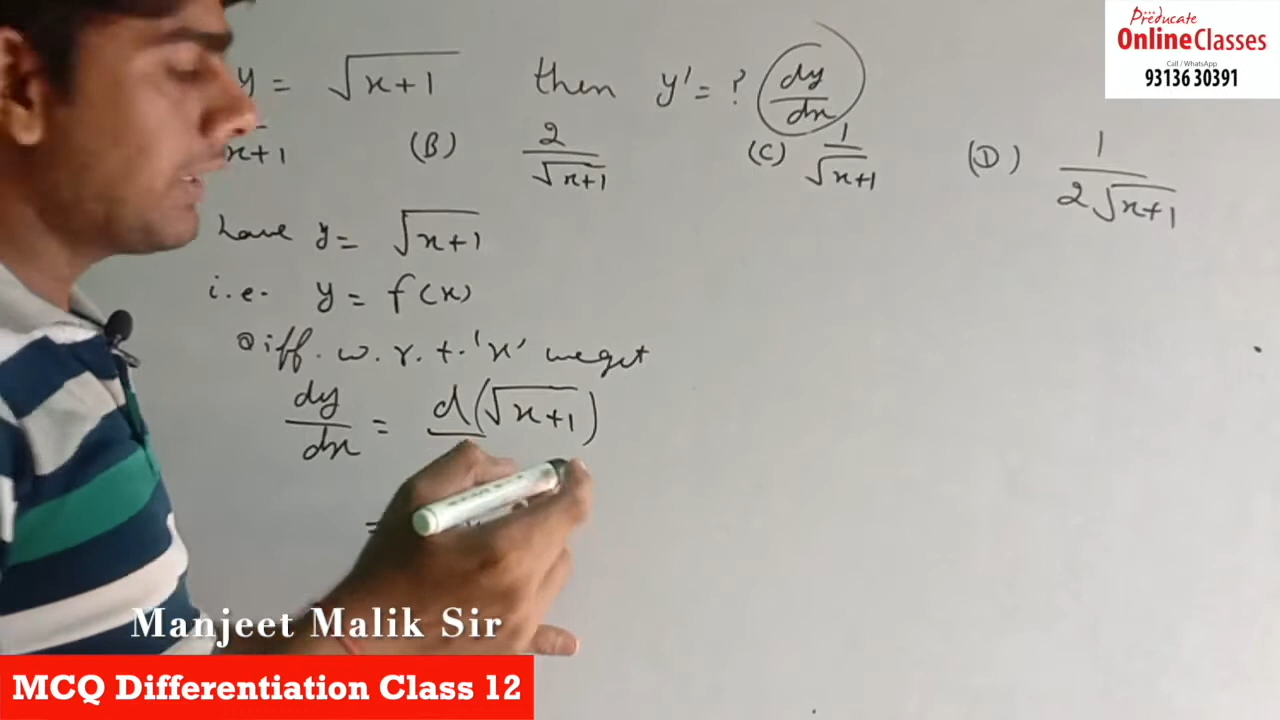 Preducate
OnlineClasses
Call / WhatsApp
93136 30391
y = √x+1 then y' = ? dy/dx
x+1 (B) 2/√x+1 (C) 1/√x+1 (D) 1/2√x+1
have y = √x+1
i.e. y = f(x)
Diff. w. r. t. 'x' we get
dy/dx = d(√x+1)
=
Manjeet Malik Sir
MCQ Differentiation Class 12